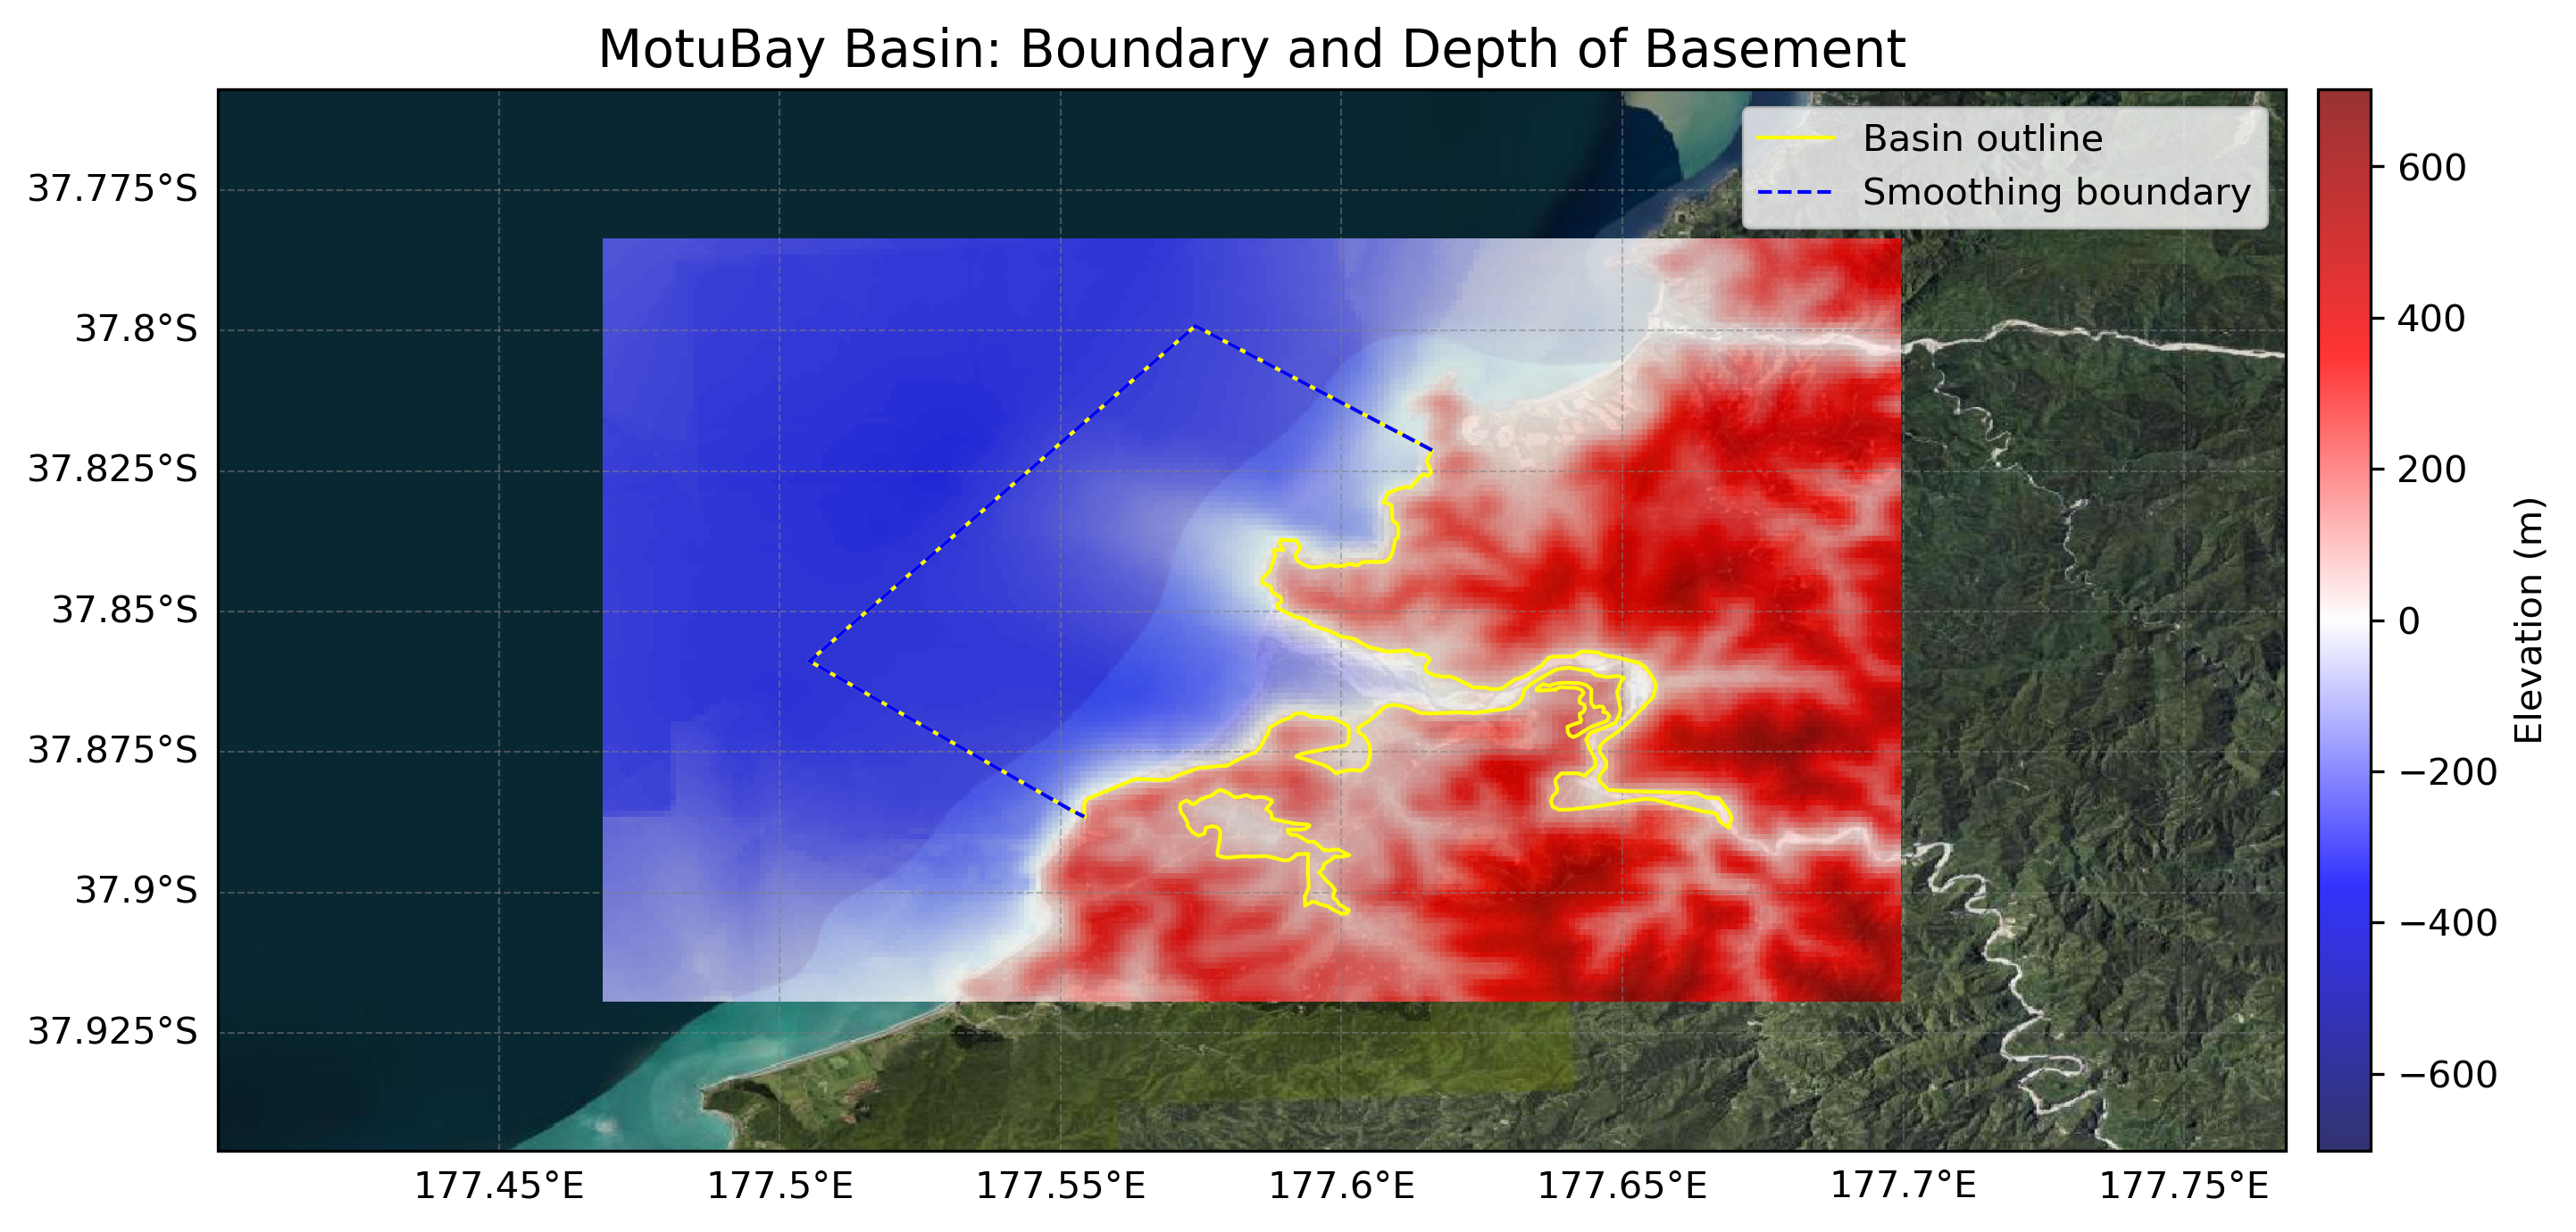 MotuBay Basin: Boundary and Depth of Basement
Basin outline
Smoothing boundary
37.775°S
37.8°S
37.825°S
37.85°S
37.875°S
37.9°S
37.925°S
177.45°E
177.5°E
177.55°E
177.6°E
177.65°E
177.7°E
177.75°E
600
400
200
0
−200
−400
−600
Elevation (m)